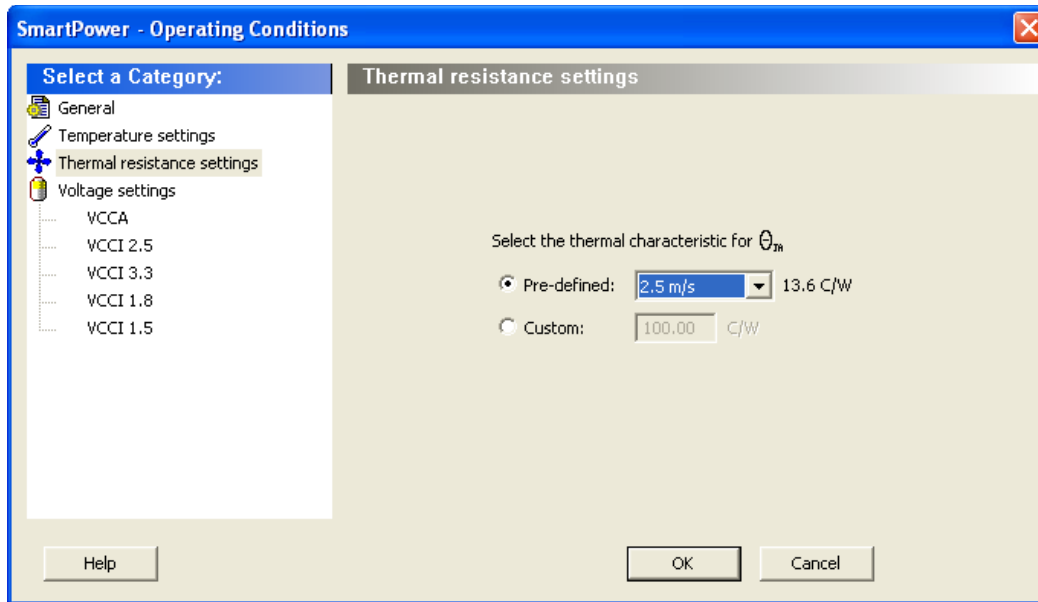 SmartPower - Operating Conditions
Select a Category:
General
Temperature settings
Thermal resistance settings
Voltage settings
VCCA
VCCI 2.5
VCCI 3.3
VCCI 1.8
VCCI 1.5
Thermal resistance settings
Select the thermal characteristic for θJA
Pre-defined: 2.5 m/s 13.6 C/W
Custom: 100.00 C/W
Help OK Cancel